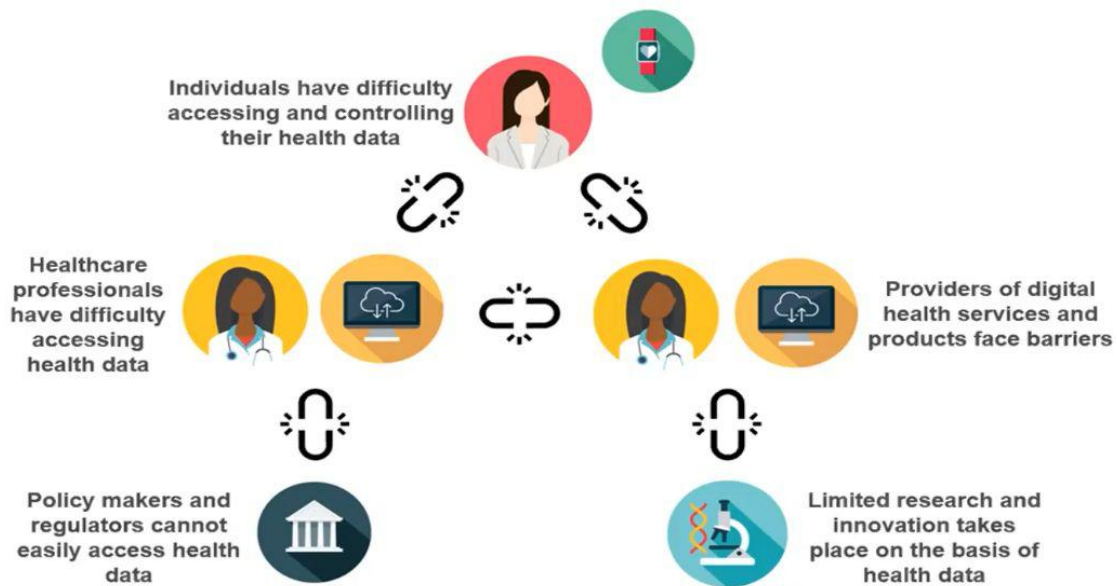 Individuals have difficulty
accessing and controlling
their health data
Healthcare
professionals
have difficulty
accessing
health data
Providers of digital
health services and
products face barriers
Policy makers and
regulators cannot
easily access health
data
Limited research and
innovation takes
place on the basis of
health data